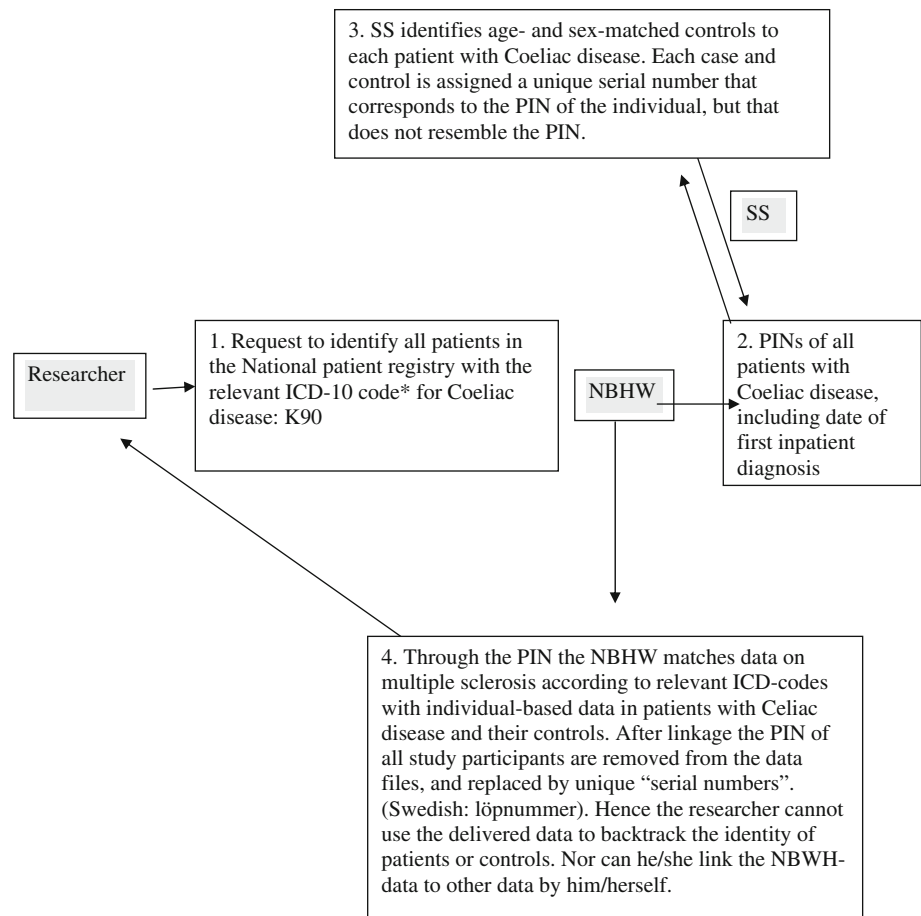 3. SS identifies age- and sex-matched controls to
each patient with Coeliac disease. Each case and
control is assigned a unique serial number that
corresponds to the PIN of the individual, but that
does not resemble the PIN.
SS
Researcher
1. Request to identify all patients in
the National patient registry with the
relevant ICD-10 code* for Coeliac
disease: K90
NBHW
2. PINs of all
patients with
Coeliac disease,
including date of
first inpatient
diagnosis
4. Through the PIN the NBHW matches data on
multiple sclerosis according to relevant ICD-codes
with individual-based data in patients with Celiac
disease and their controls. After linkage the PIN of
all study participants are removed from the data
files, and replaced by unique “serial numbers”.
(Swedish: löpnummer). Hence the researcher cannot
use the delivered data to backtrack the identity of
patients or controls. Nor can he/she link the NBWH-
data to other data by him/herself.